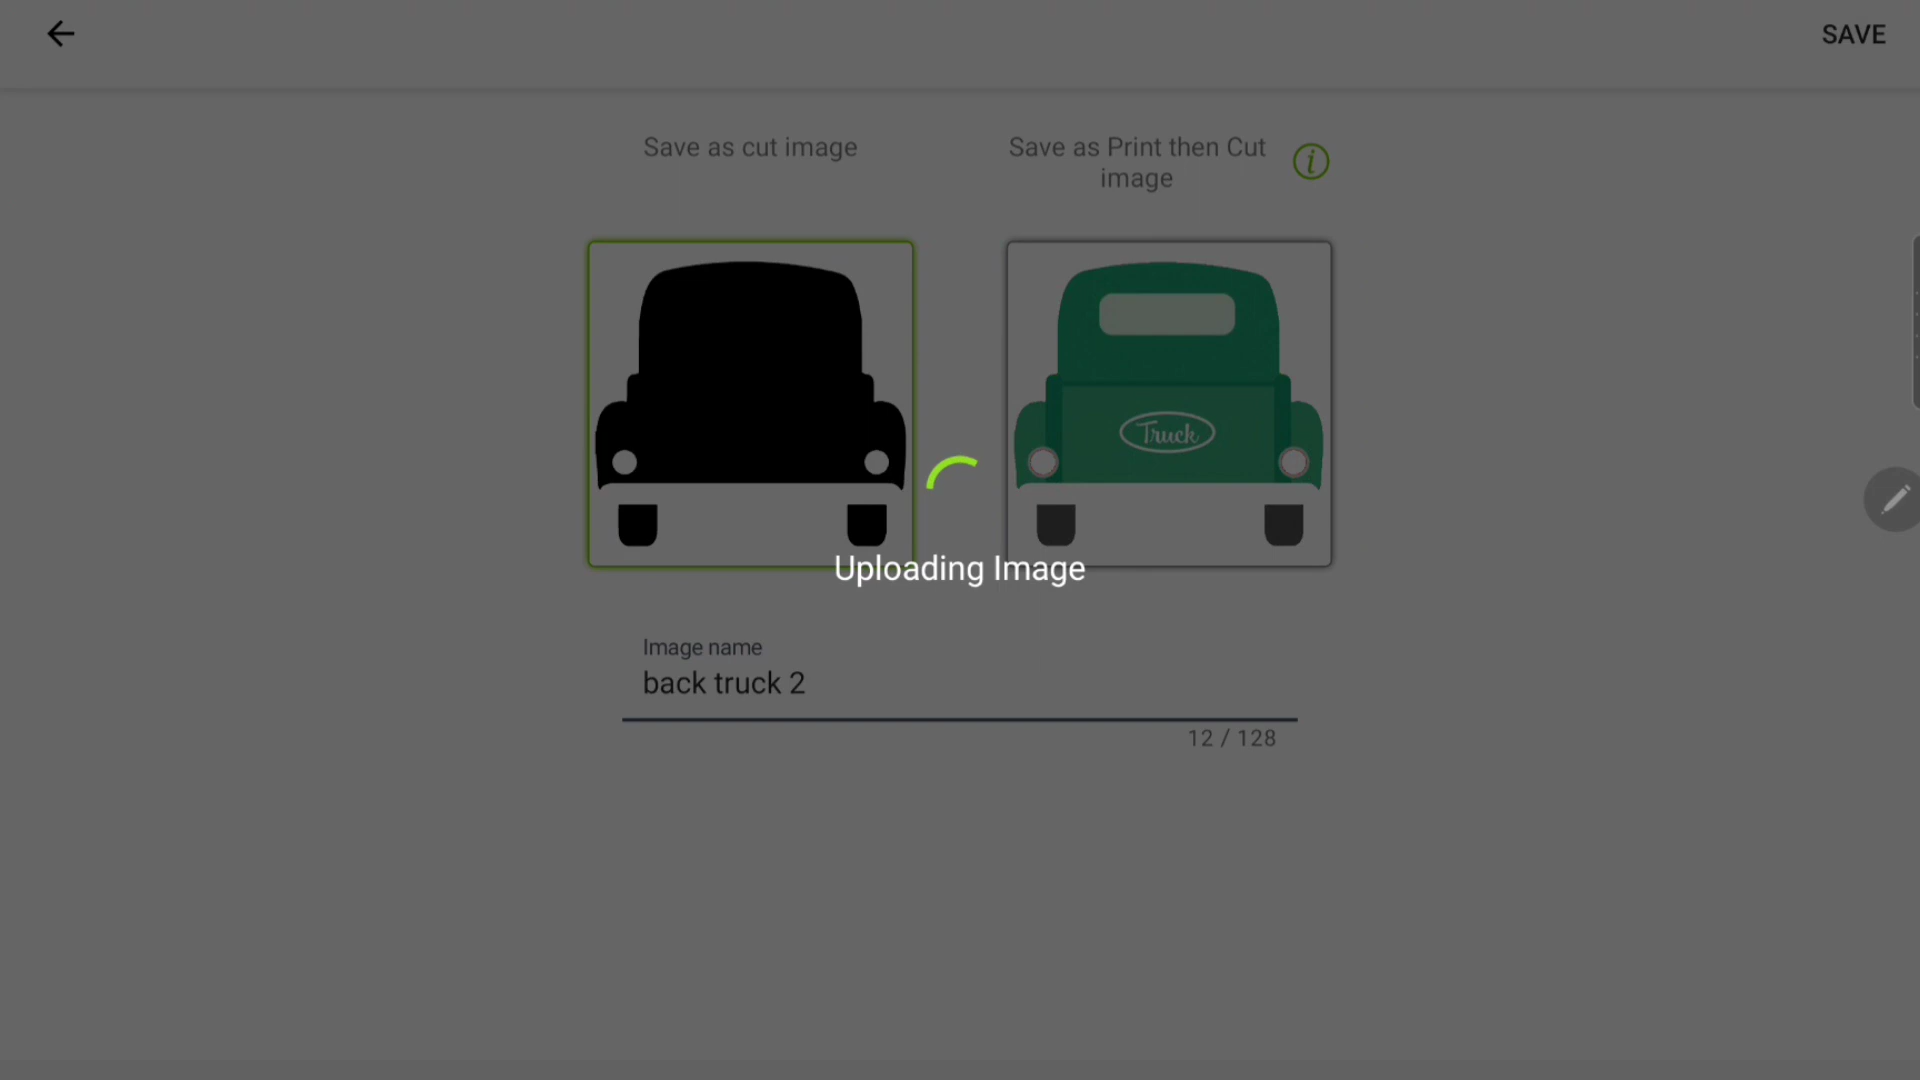 SAVE
Save as cut image
Save as Print then Cut
image
i
Truck
Uploading Image
Image name
back truck 2
12 / 128